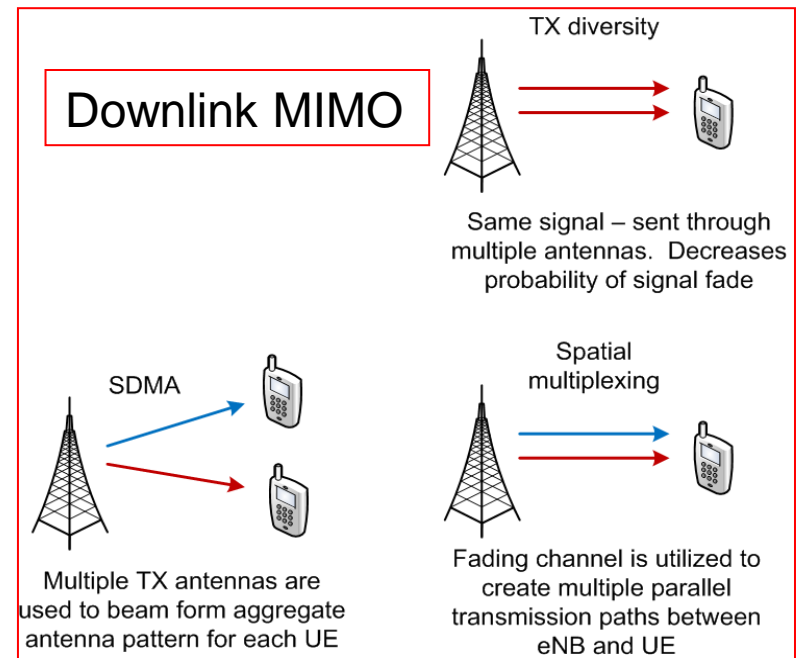 Downlink MIMO
TX diversity
Same signal – sent through
multiple antennas.  Decreases
probability of signal fade
SDMA
Multiple TX antennas are
used to beam form aggregate
antenna pattern for each UE
Spatial
multiplexing
Fading channel is utilized to
create multiple parallel
transmission paths between
eNB and UE